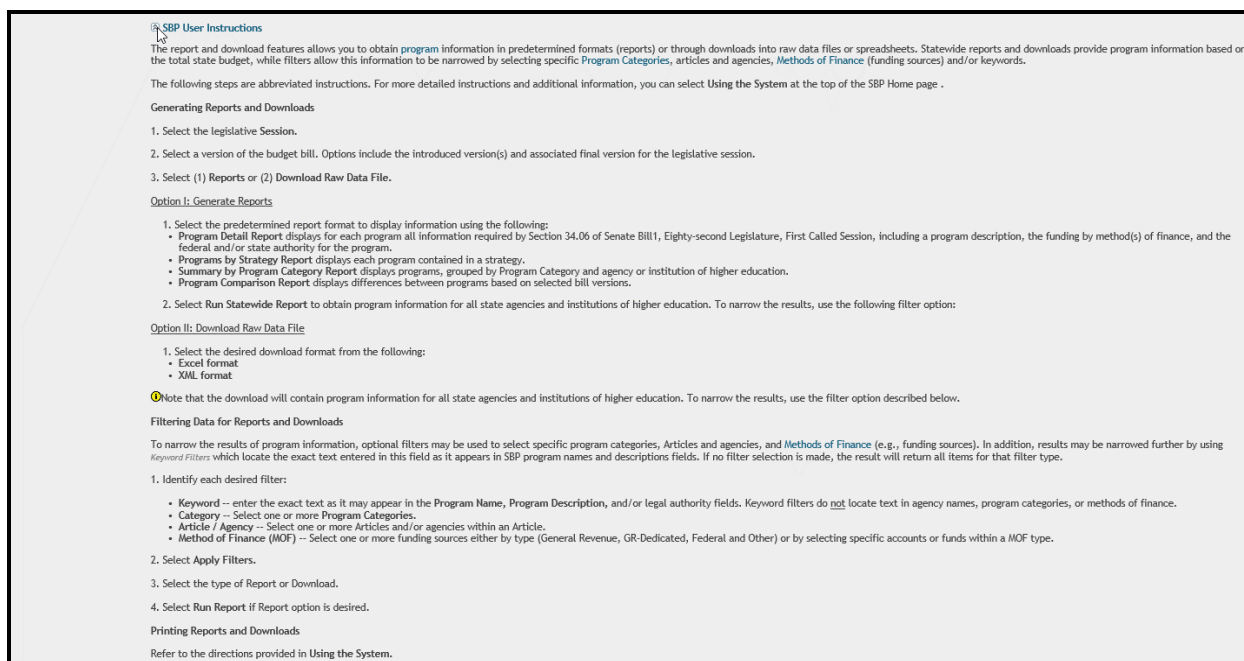 SBP User Instructions
The report and download features allows you to obtain program information in predetermined formats (reports) or through downloads into raw data files or spreadsheets. Statewide reports and downloads provide program information based on
the total state budget, while filters allow this information to be narrowed by selecting specific Program Categories, articles and agencies, Methods of Finance (funding sources) and/or keywords.
The following steps are abbreviated instructions. For more detailed instructions and additional information, you can select Using the System at the top of the SBP Home page .
Generating Reports and Downloads
1. Select the legislative Session.
2. Select a version of the budget bill. Options include the introduced version(s) and associated final version for the legislative session.
3. Select (1) Reports or (2) Download Raw Data File.
Option I: Generate Reports
1. Select the predetermined report format to display information using the following:
• Program Detail Report displays for each program all information required by Section 34.06 of Senate Bill1, Eighty-second Legislature, First Called Session, including a program description, the funding by method(s) of finance, and the
federal and/or state authority for the program.
• Programs by Strategy Report displays each program contained in a strategy.
• Summary by Program Category Report displays programs, grouped by Program Category and agency or institution of higher education.
• Program Comparison Report displays differences between programs based on selected bill versions.
2. Select Run Statewide Report to obtain program information for all state agencies and institutions of higher education. To narrow the results, use the following filter option:
Option II: Download Raw Data File
1. Select the desired download format from the following:
• Excel format
• XML format
Note that the download will contain program information for all state agencies and institutions of higher education. To narrow the results, use the filter option described below.
Filtering Data for Reports and Downloads
To narrow the results of program information, optional filters may be used to select specific program categories, Articles and agencies, and Methods of Finance (e.g., funding sources). In addition, results may be narrowed further by using
Keyword Filters which locate the exact text entered in this field as it appears in SBP program names and descriptions fields. If no filter selection is made, the result will return all items for that filter type.
1. Identify each desired filter:
• Keyword -- enter the exact text as it may appear in the Program Name, Program Description, and/or legal authority fields. Keyword filters do not locate text in agency names, program categories, or methods of finance.
• Category -- Select one or more Program Categories.
• Article / Agency -- Select one or more Articles and/or agencies within an Article.
• Method of Finance (MOF) -- Select one or more funding sources either by type (General Revenue, GR-Dedicated, Federal and Other) or by selecting specific accounts or funds within a MOF type.
2. Select Apply Filters.
3. Select the type of Report or Download.
4. Select Run Report if Report option is desired.
Printing Reports and Downloads
Refer to the directions provided in Using the System.